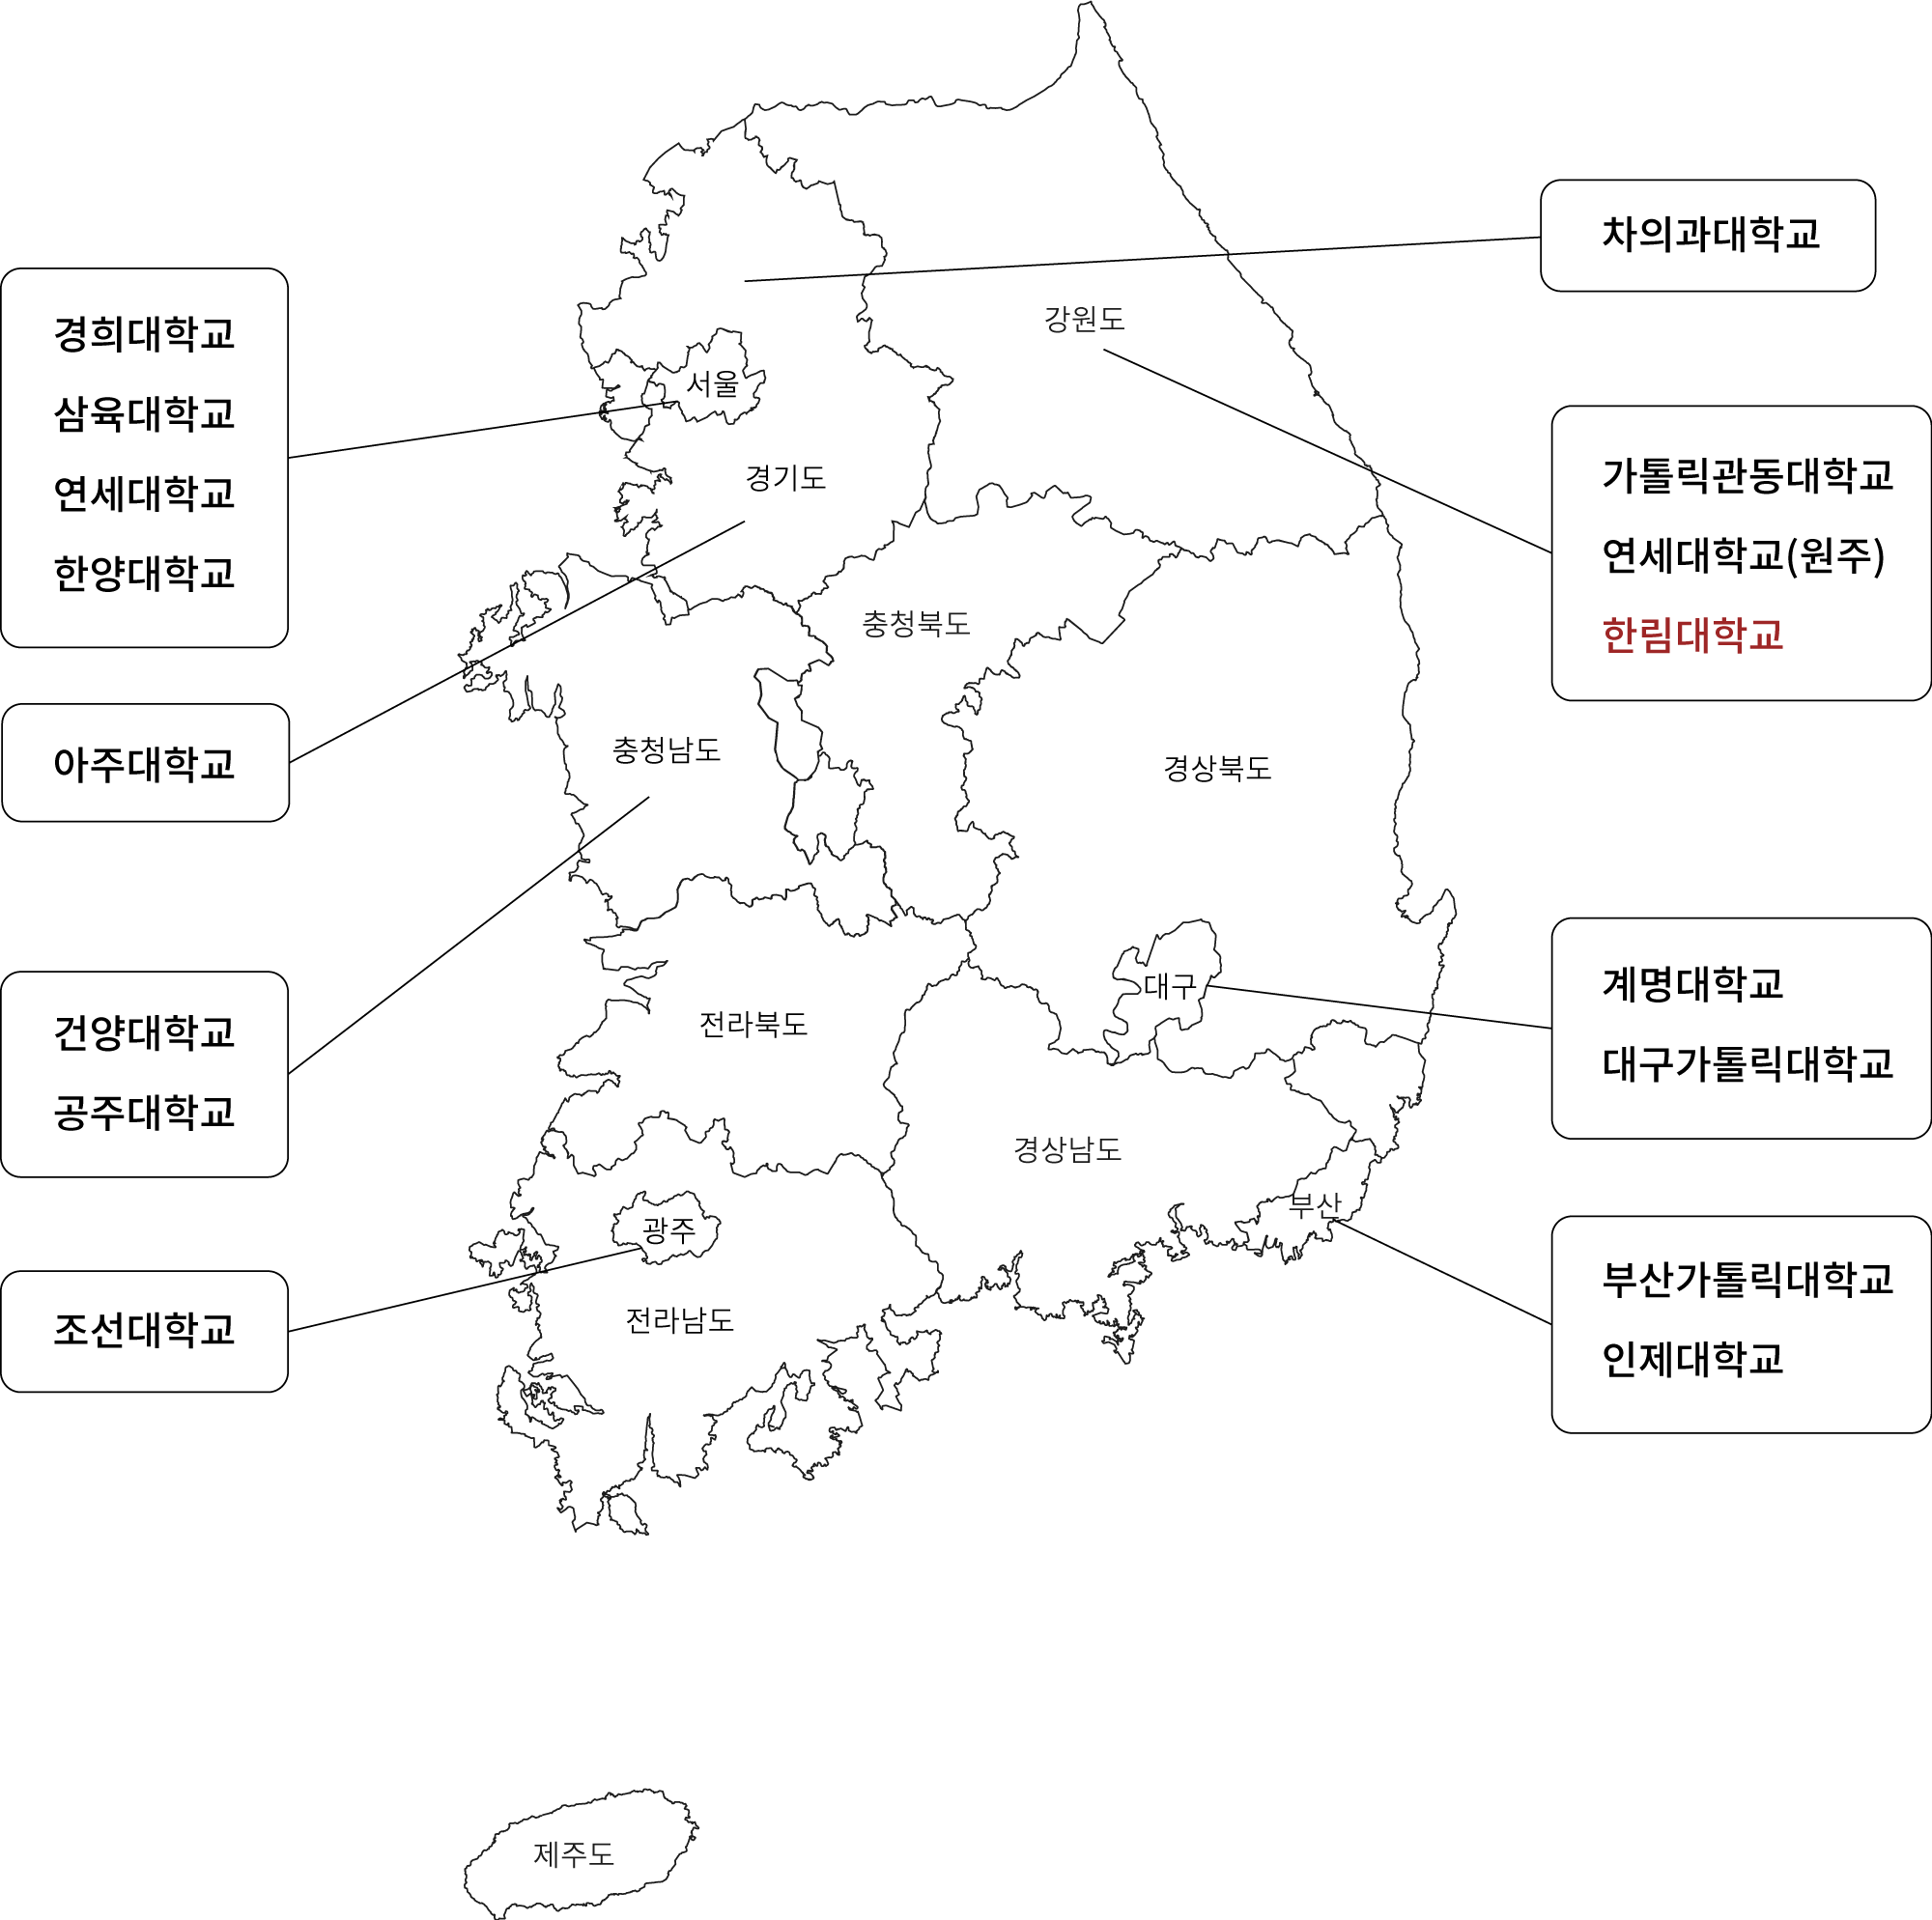 차의과대학교
경희대학교
삼육대학교
연세대학교
한양대학교
강원도
서울
가톨릭관동대학교
연세대학교(원주)
한림대학교
경기도
충청북도
아주대학교
충청남도
경상북도
계명대학교
대구가톨릭대학교
대구
건양대학교
공주대학교
전라북도
경상남도
부산
광주
부산가톨릭대학교
인제대학교
조선대학교
전라남도
제주도